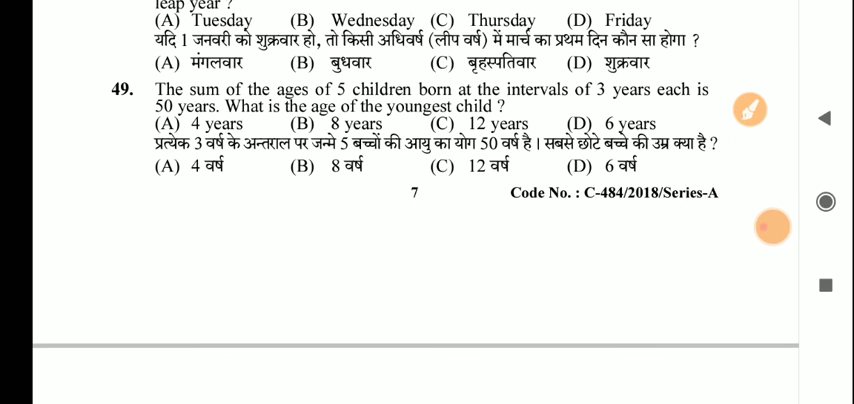 leap year ?
(A) Tuesday (B) Wednesday (C) Thursday (D) Friday
यदि 1 जनवरी को शुक्रवार हो, तो किसी अधिवर्ष (लीप वर्ष) में मार्च का प्रथम दिन कौन सा होगा ?
(A) मंगलवार (B) बुधवार (C) बृहस्पतिवार (D) शुक्रवार
49. The sum of the ages of 5 children born at the intervals of 3 years each is
50 years. What is the age of the youngest child ?
(A) 4 years (B) 8 years (C) 12 years (D) 6 years
प्रत्येक 3 वर्ष के अन्तराल पर जन्मे 5 बच्चों की आयु का योग 50 वर्ष है । सबसे छोटे बच्चे की उम्र क्या है ?
(A) 4 वर्ष (B) 8 वर्ष (C) 12 वर्ष (D) 6 वर्ष
7 Code No. : C-484/2018/Series-A